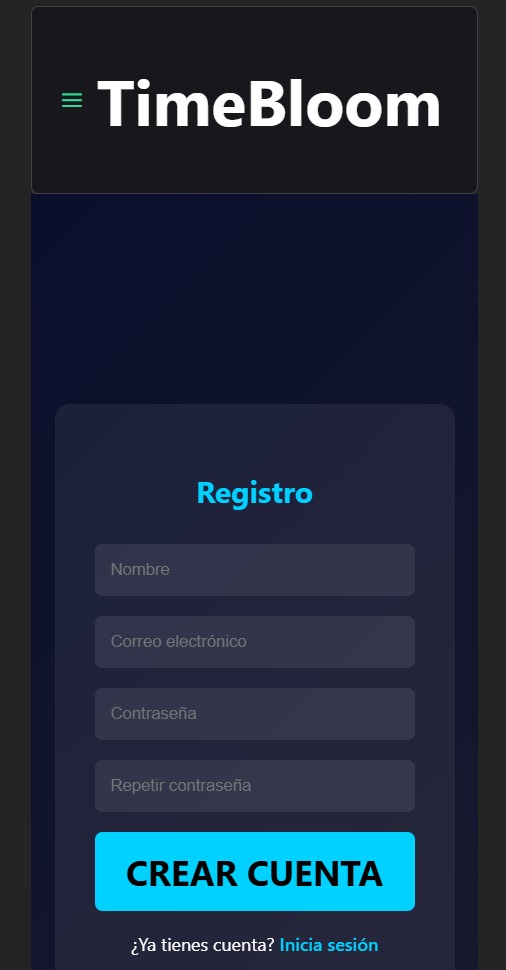 TimeBloom
Registro
Nombre
Correo electrónico
Contraseña
Repetir contraseña
CREAR CUENTA
¿Ya tienes cuenta? Inicia sesión